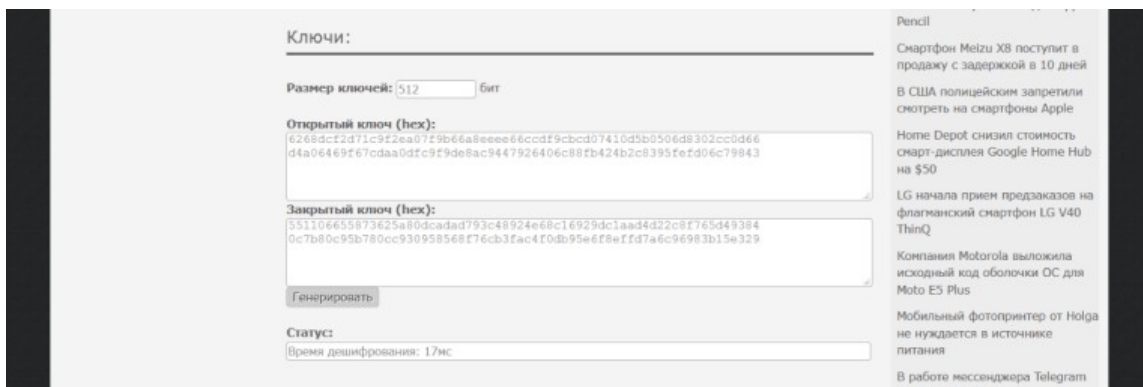 Ключи:
Размер ключей: 512 бит
Открытый ключ (hex):
6268dcf2d71c9f2ea07f9b66a8eeee66ccdf9cbcd07410d5b0506d8302cc0d66
d4a06469f67cdaa0dfc9f9de8ac9447926406c88fb424b2c8395fefd06c79843
Закрытый ключ (hex):
551106655873625a80dcadad793c48924e68c16929dc1aad4d22c8f765d49384
0c7b80c95b780cc930958568f76cb3fac4f0db95e6f8effd7a6c96983b15e329
Генерировать
Статус:
Время дешифрования: 17мс
Pencil
Смартфон Meizu X8 поступит в
продажу с задержкой в 10 дней
В США полицейским запретили
смотреть на смартфоны Apple
Home Depot снизил стоимость
смарт-дисплея Google Home Hub
на $50
LG начала прием предзаказов на
флагманский смартфон LG V40
ThinQ
Компания Motorola выложила
исходный код оболочки ОС для
Moto E5 Plus
Мобильный фотопринтер от Holga
не нуждается в источнике
питания
В работе мессенджера Telegram